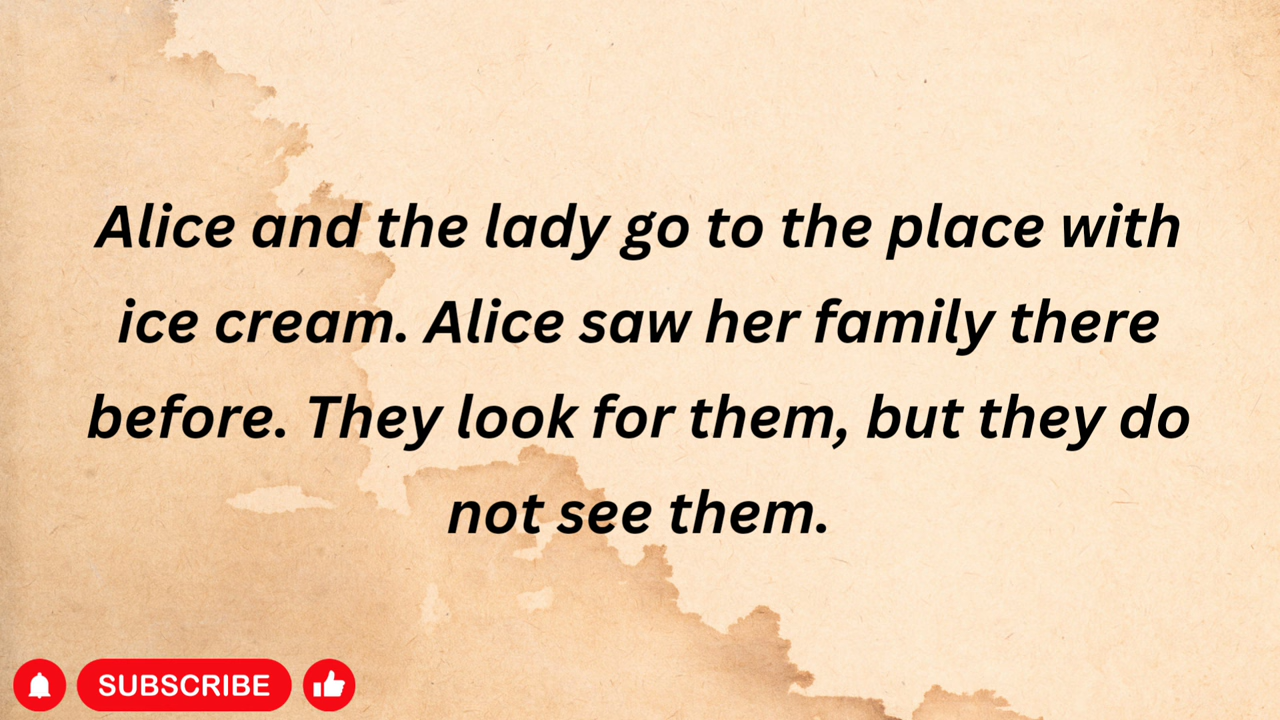 Alice and the lady go to the place with
ice cream. Alice saw her family there
before. They look for them, but they do
not see them.
SUBSCRIBE